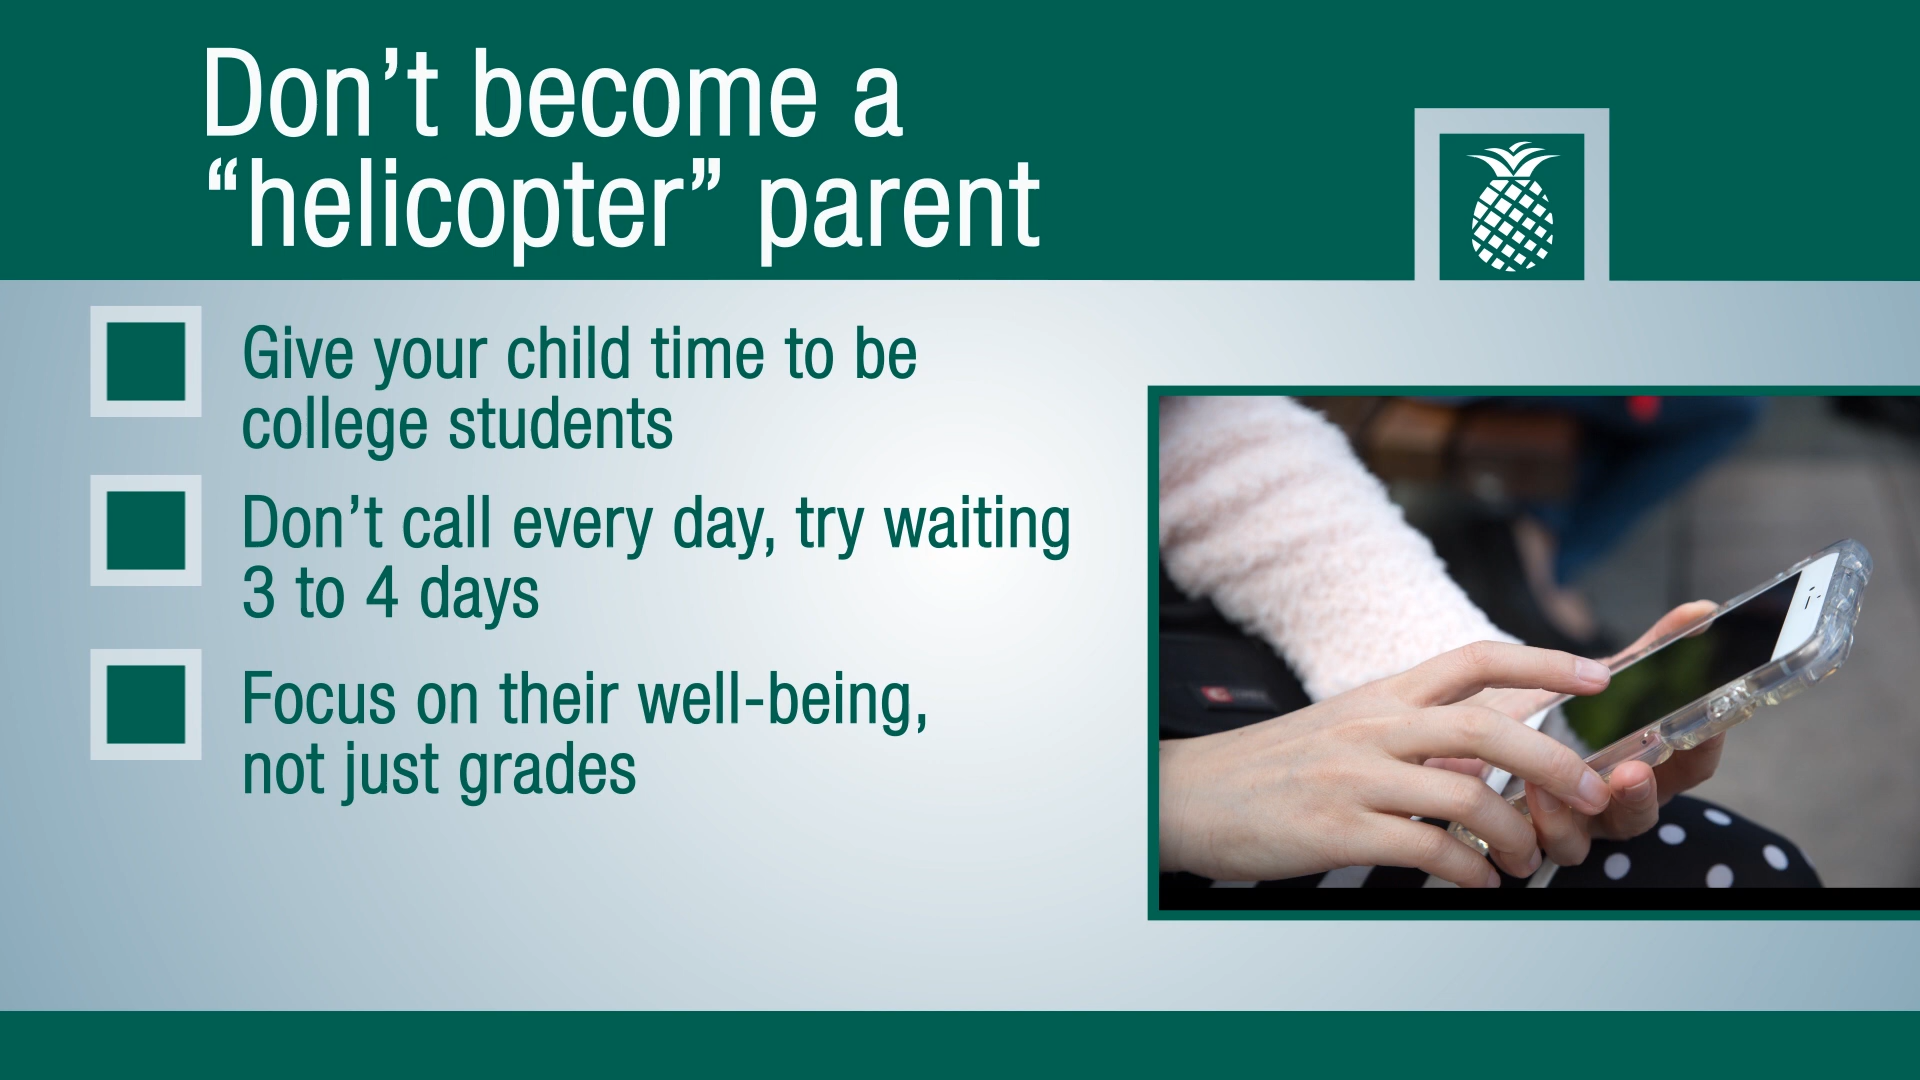 Don’t become a
“helicopter” parent
Give your child time to be
college students
Don’t call every day, try waiting
3 to 4 days
Focus on their well-being,
not just grades